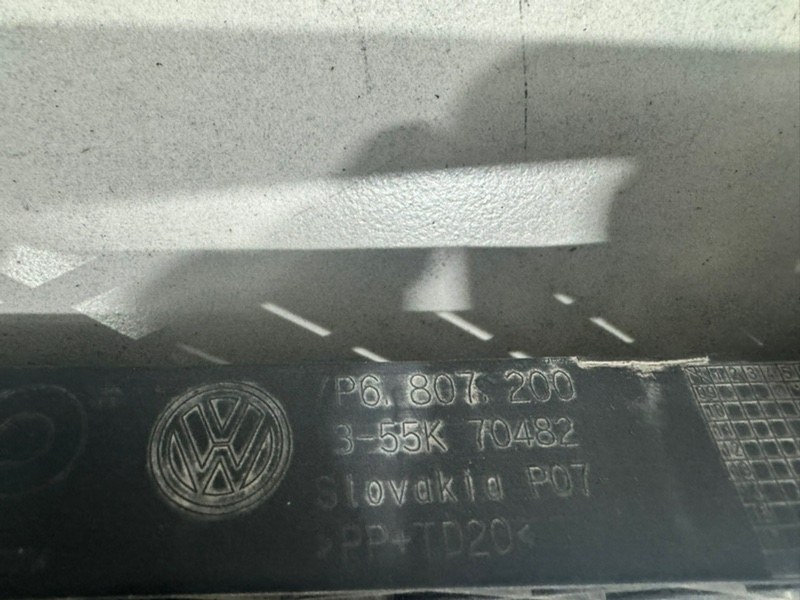 7P6. 807. 200
3-55K 70482
Slovakia P07
>PP+TD20<